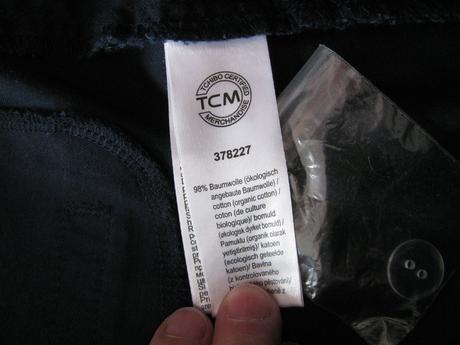 TCHIBO CERTIFIED
TCM
MERCHANDISE
378227
98% Baumwolle (ökologisch
angebaute Baumwolle) /
cotton (organic cotton) /
coton (de culture
biologique)/ bomuld
(økologisk dyrket bomuld) /
Pamuklu (organik olarak
yetiştirilmiş) / katoen
(ecologisch geteelde
katoen)/ Bavlna
(z kontrolovaného
pěstování)/
z